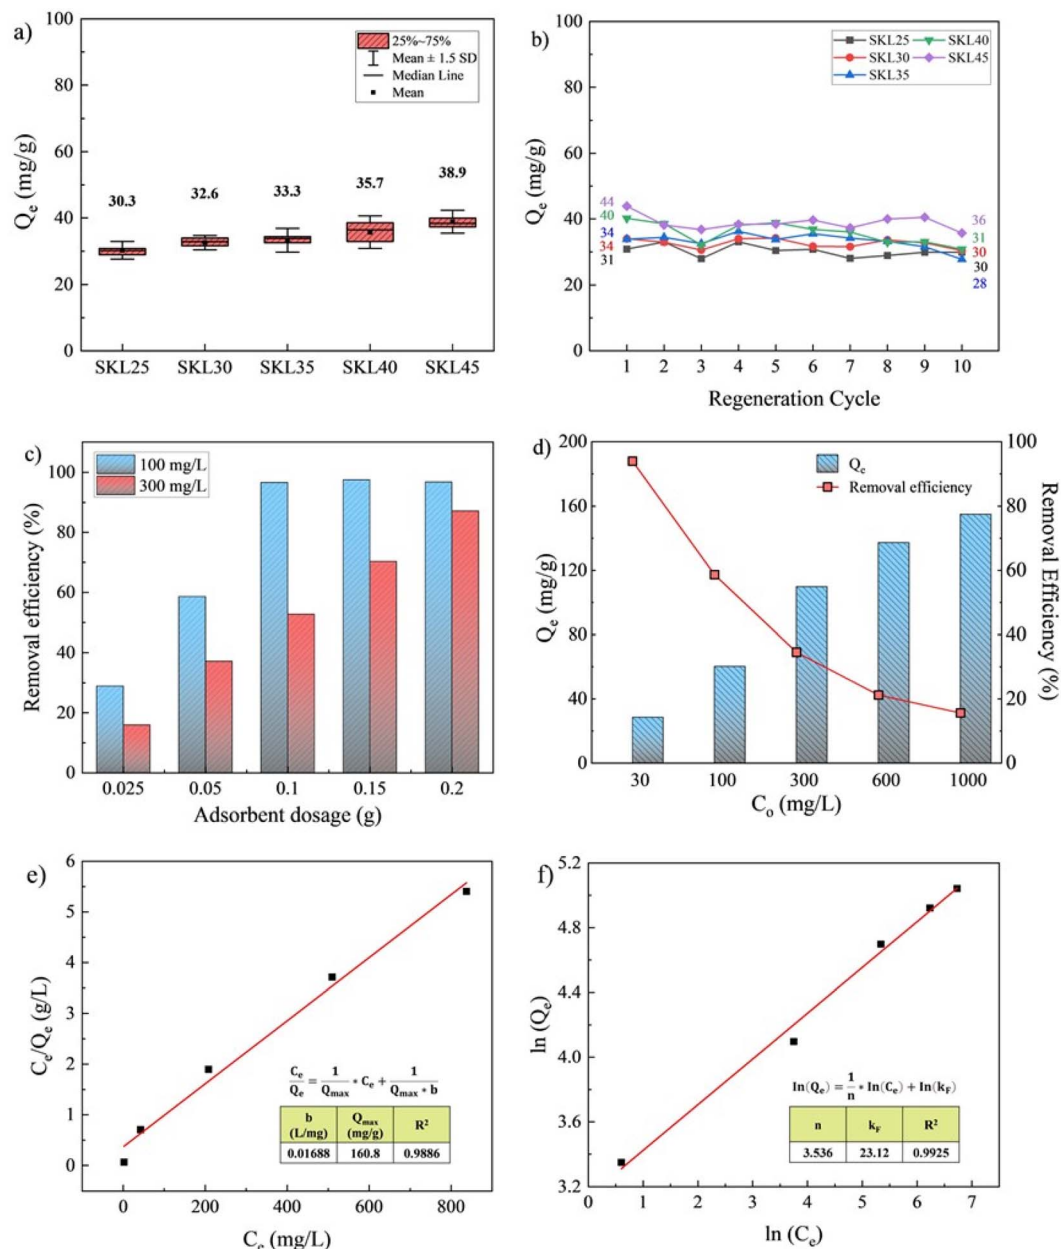 a)
100
80
60
40
20
0
Qe (mg/g)
25%~75%
Mean ± 1.5 SD
Median Line
Mean
30.3
32.6
33.3
35.7
38.9
SKL25 SKL30 SKL35 SKL40 SKL45
b)
100
80
60
40
20
0
Qe (mg/g)
SKL25 SKL40
SKL30 SKL45
SKL35
44
40
34
34
31
36
31
30
30
28
1 2 3 4 5 6 7 8 9 10
Regeneration Cycle
c)
100
80
60
40
20
0
Removal efficiency (%)
100 mg/L
300 mg/L
0.025 0.05 0.1 0.15 0.2
Adsorbent dosage (g)
d)
200
160
120
80
40
0
Qe (mg/g)
Qe
Removal efficiency
100
80
60
40
20
0
Removal Efficiency (%)
30 100 300 600 1000
Co (mg/L)
e)
6
5
4
3
2
1
0
Ce/Qe (g/L)
Ce/Qe = 1/Qmax * Ce + 1/Qmax * b
b (L/mg) Qmax (mg/g) R²
0.01688 160.8 0.9886
0 200 400 600 800
Ce (mg/L)
f)
5.2
4.8
4.4
4.0
3.6
3.2
ln (Qe)
ln(Qe) = 1/n * ln(Ce) + ln(kF)
n kF R²
3.536 23.12 0.9925
0 1 2 3 4 5 6 7
ln (Ce)